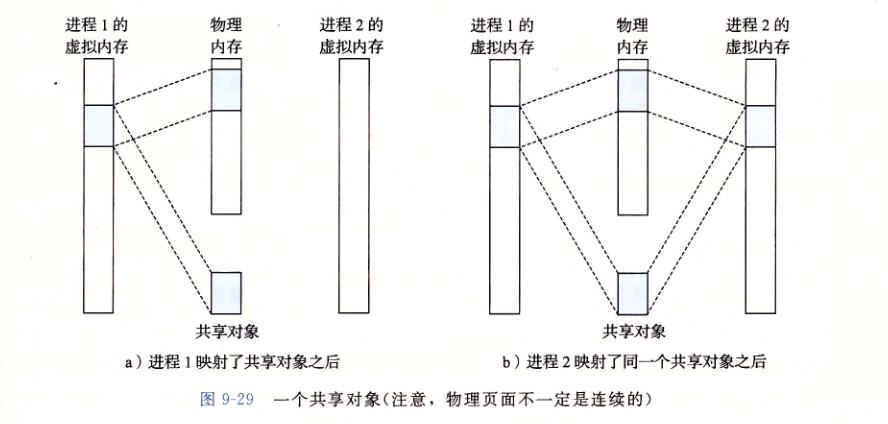 进程 1 的
虚拟内存
物理
内存
进程 2 的
虚拟内存
共享对象
a）进程 1 映射了共享对象之后
进程 1 的
虚拟内存
物理
内存
进程 2 的
虚拟内存
共享对象
b）进程 2 映射了同一个共享对象之后
图 9-29 一个共享对象(注意，物理页面不一定是连续的)